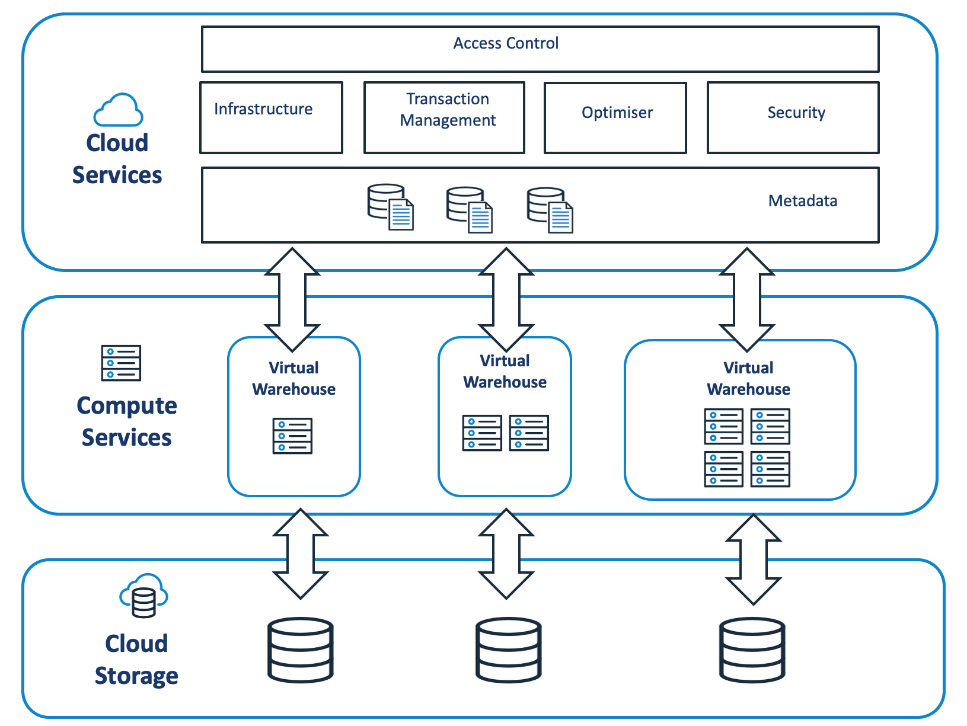 Access Control
Infrastructure
Transaction
Management
Optimiser
Security
Cloud
Services
Metadata
Virtual
Warehouse
Virtual
Warehouse
Virtual
Warehouse
Compute
Services
Cloud
Storage